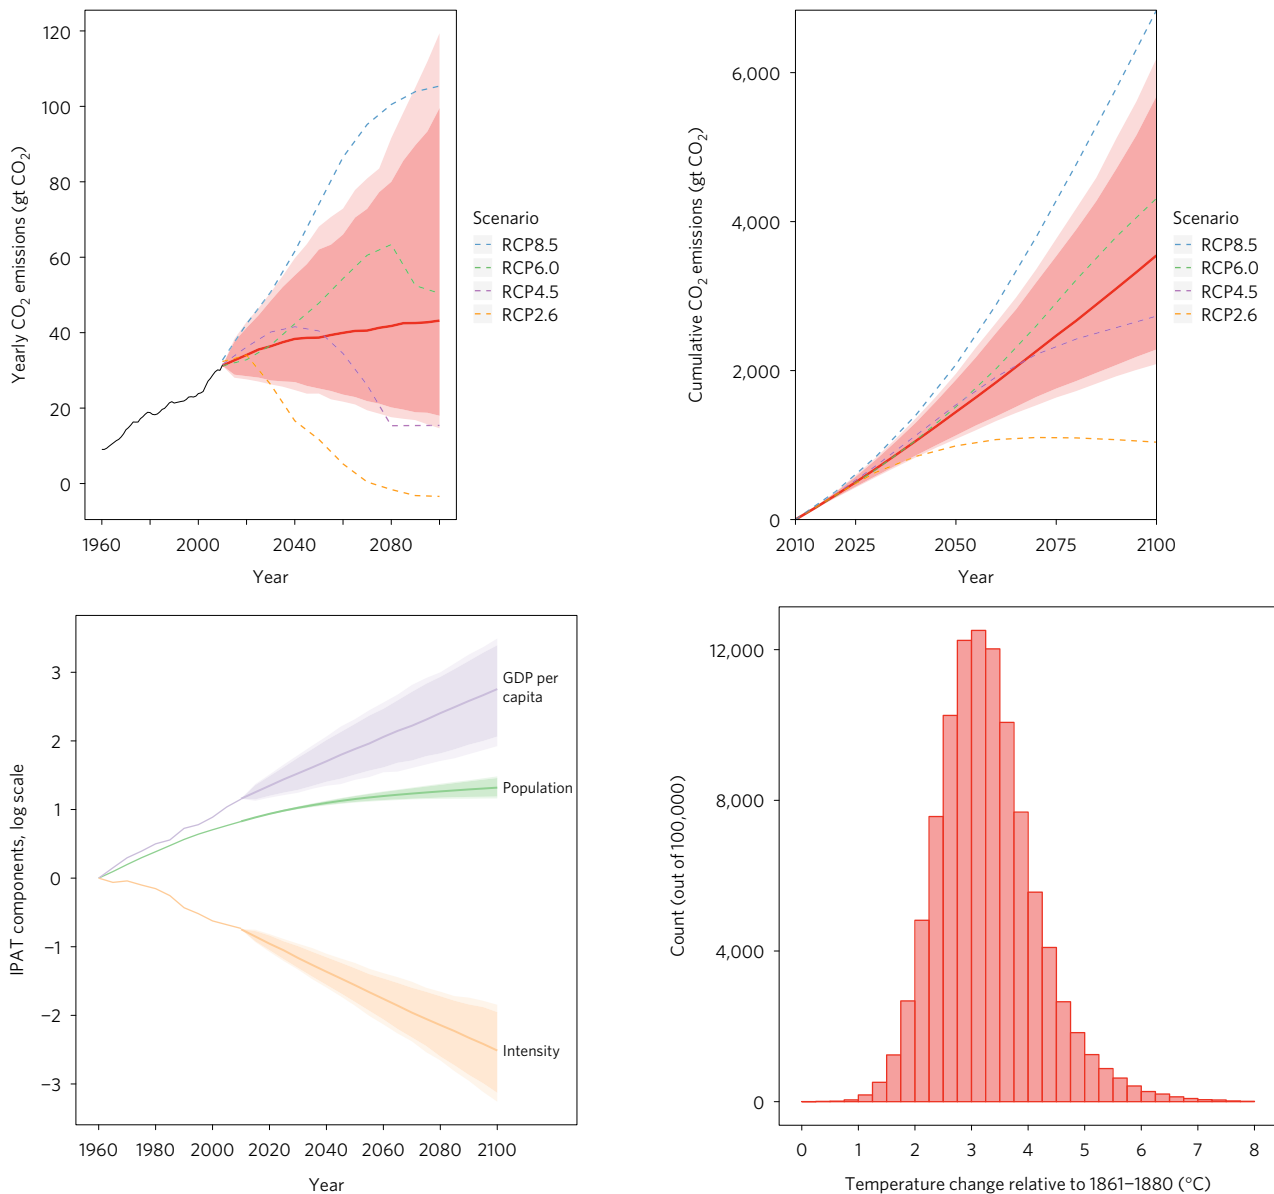 Yearly CO2 emissions (gt CO2)
120
100
80
60
40
20
0
1960
2000
2040
2080
Year
Scenario
RCP8.5
RCP6.0
RCP4.5
RCP2.6
Cumulative CO2 emissions (gt CO2)
6,000
4,000
2,000
0
2010
2025
2050
2075
2100
Year
Scenario
RCP8.5
RCP6.0
RCP4.5
RCP2.6
IPAT components, log scale
3
2
1
0
−1
−2
−3
GDP per
capita
Population
Intensity
1960
1980
2000
2020
2040
2060
2080
2100
Year
Count (out of 100,000)
12,000
8,000
4,000
0
0
1
2
3
4
5
6
7
8
Temperature change relative to 1861–1880 (°C)